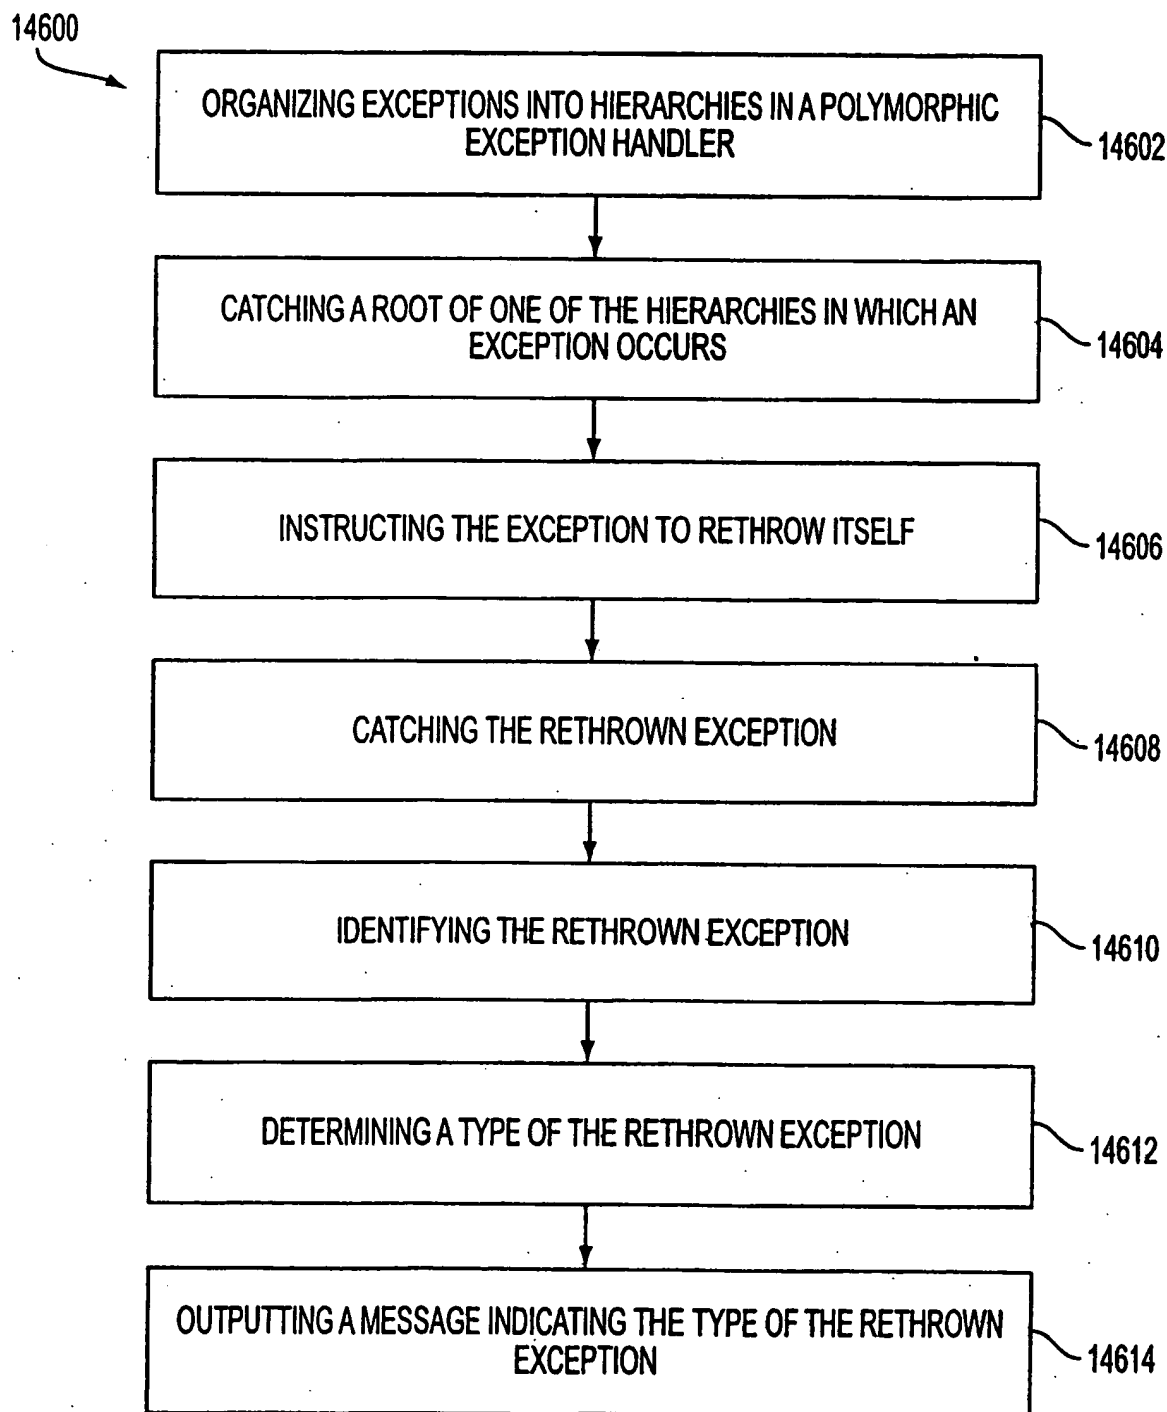 14600
ORGANIZING EXCEPTIONS INTO HIERARCHIES IN A POLYMORPHIC
EXCEPTION HANDLER
14602
CATCHING A ROOT OF ONE OF THE HIERARCHIES IN WHICH AN
EXCEPTION OCCURS
14604
INSTRUCTING THE EXCEPTION TO RETHROW ITSELF
14606
CATCHING THE RETHROWN EXCEPTION
14608
IDENTIFYING THE RETHROWN EXCEPTION
14610
DETERMINING A TYPE OF THE RETHROWN EXCEPTION
14612
OUTPUTTING A MESSAGE INDICATING THE TYPE OF THE RETHROWN
EXCEPTION
14614